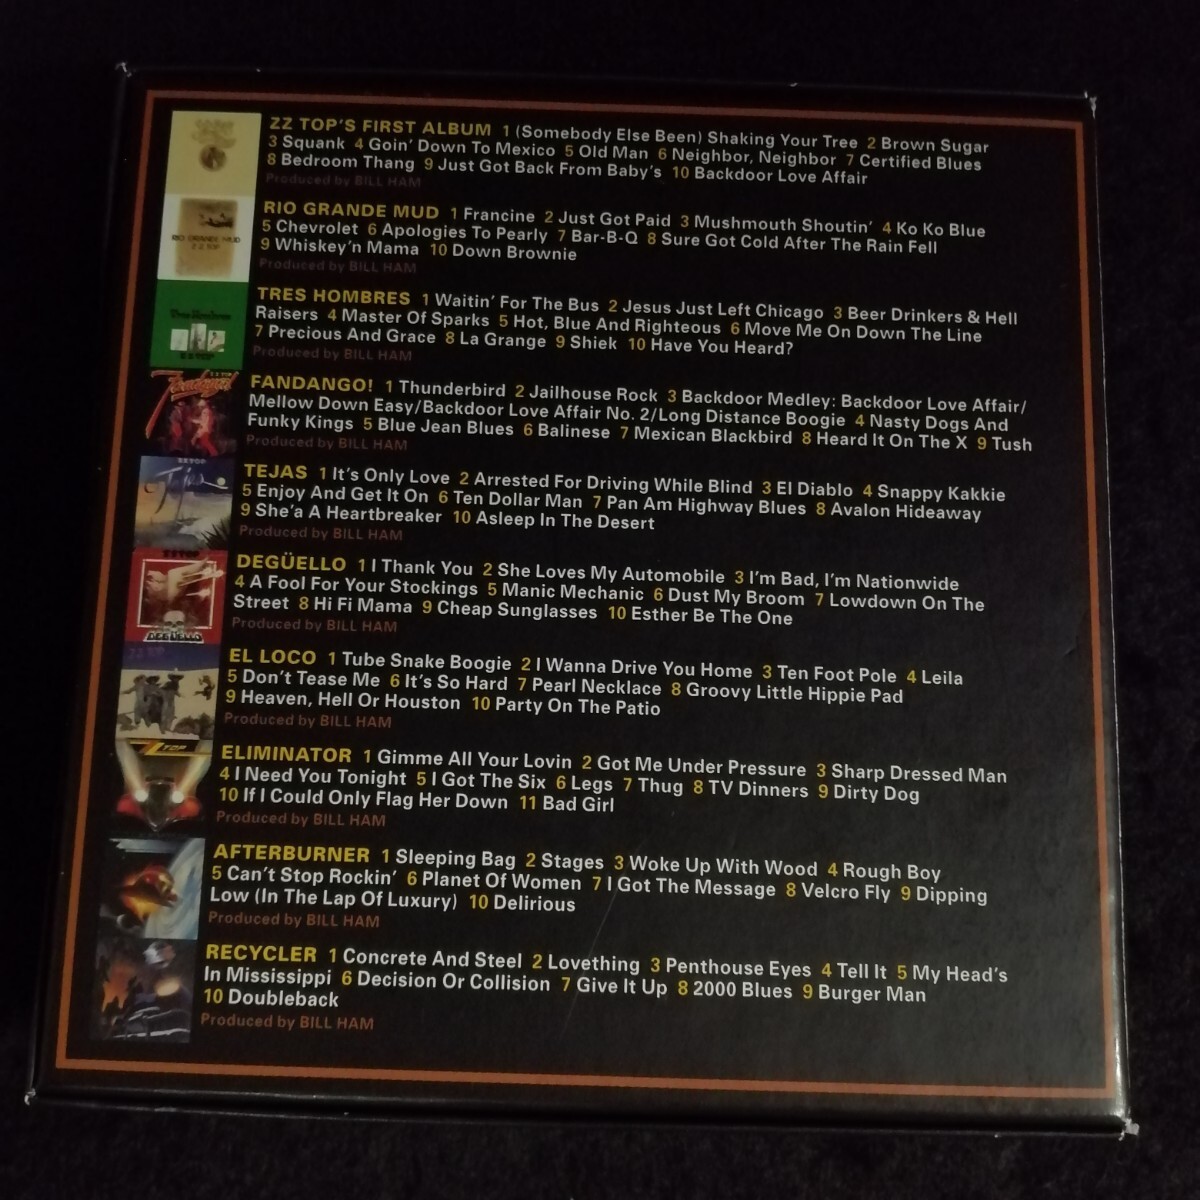 ZZ TOP'S FIRST ALBUM 1 (Somebody Else Been) Shaking Your Tree 2 Brown Sugar
3 Squank 4 Goin' Down To Mexico 5 Old Man 6 Neighbor, Neighbor 7 Certified Blues
8 Bedroom Thang 9 Just Got Back From Baby's 10 Backdoor Love Affair
Produced by BILL HAM
RIO GRANDE MUD
ZZ TOP
RIO GRANDE MUD 1 Francine 2 Just Got Paid 3 Mushmouth Shoutin' 4 Ko Ko Blue
5 Chevrolet 6 Apologies To Pearly 7 Bar-B-Q 8 Sure Got Cold After The Rain Fell
9 Whiskey'n Mama 10 Down Brownie
Produced by BILL HAM
Tres Hombres
ZZ TOP
TRES HOMBRES 1 Waitin' For The Bus 2 Jesus Just Left Chicago 3 Beer Drinkers & Hell
Raisers 4 Master Of Sparks 5 Hot, Blue And Righteous 6 Move Me On Down The Line
7 Precious And Grace 8 La Grange 9 Shiek 10 Have You Heard?
Produced by BILL HAM
ZZ TOP
Fandango!
FANDANGO! 1 Thunderbird 2 Jailhouse Rock 3 Backdoor Medley: Backdoor Love Affair/
Mellow Down Easy/Backdoor Love Affair No. 2/Long Distance Boogie 4 Nasty Dogs And
Funky Kings 5 Blue Jean Blues 6 Balinese 7 Mexican Blackbird 8 Heard It On The X 9 Tush
Produced by BILL HAM
ZZ TOP
Tejas
TEJAS 1 It's Only Love 2 Arrested For Driving While Blind 3 El Diablo 4 Snappy Kakkie
5 Enjoy And Get It On 6 Ten Dollar Man 7 Pan Am Highway Blues 8 Avalon Hideaway
9 She'a A Heartbreaker 10 Asleep In The Desert
Produced by BILL HAM
ZZ TOP
DEGÜELLO
DEGÜELLO 1 I Thank You 2 She Loves My Automobile 3 I'm Bad, I'm Nationwide
4 A Fool For Your Stockings 5 Manic Mechanic 6 Dust My Broom 7 Lowdown On The
Street 8 Hi Fi Mama 9 Cheap Sunglasses 10 Esther Be The One
Produced by BILL HAM
ZZ TOP
EL LOCO 1 Tube Snake Boogie 2 I Wanna Drive You Home 3 Ten Foot Pole 4 Leila
5 Don't Tease Me 6 It's So Hard 7 Pearl Necklace 8 Groovy Little Hippie Pad
9 Heaven, Hell Or Houston 10 Party On The Patio
Produced by BILL HAM
ZZ TOP
ELIMINATOR 1 Gimme All Your Lovin 2 Got Me Under Pressure 3 Sharp Dressed Man
4 I Need You Tonight 5 I Got The Six 6 Legs 7 Thug 8 TV Dinners 9 Dirty Dog
10 If I Could Only Flag Her Down 11 Bad Girl
Produced by BILL HAM
AFTERBURNER 1 Sleeping Bag 2 Stages 3 Woke Up With Wood 4 Rough Boy
5 Can't Stop Rockin' 6 Planet Of Women 7 I Got The Message 8 Velcro Fly 9 Dipping
Low (In The Lap Of Luxury) 10 Delirious
Produced by BILL HAM
RECYCLER 1 Concrete And Steel 2 Lovething 3 Penthouse Eyes 4 Tell It 5 My Head's
In Mississippi 6 Decision Or Collision 7 Give It Up 8 2000 Blues 9 Burger Man
10 Doubleback
Produced by BILL HAM